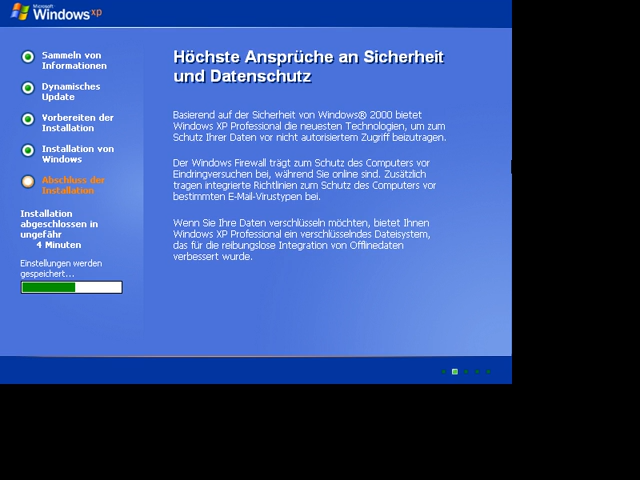 Microsoft
Windows xp
Sammeln von
Informationen
Dynamisches
Update
Vorbereiten der
Installation
Installation von
Windows
Abschluss der
Installation
Installation
abgeschlossen in
ungefähr
4 Minuten
Einstellungen werden
gespeichert...
Höchste Ansprüche an Sicherheit
und Datenschutz
Basierend auf der Sicherheit von Windows® 2000 bietet
Windows XP Professional die neuesten Technologien, um zum
Schutz Ihrer Daten vor nicht autorisiertem Zugriff beizutragen.
Der Windows Firewall trägt zum Schutz des Computers vor
Eindringversuchen bei, während Sie online sind. Zusätzlich
tragen integrierte Richtlinien zum Schutz des Computers vor
bestimmten E-Mail-Virustypen bei.
Wenn Sie Ihre Daten verschlüsseln möchten, bietet Ihnen
Windows XP Professional ein verschlüsselndes Dateisystem,
das für die reibungslose Integration von Offlinedaten
verbessert wurde.